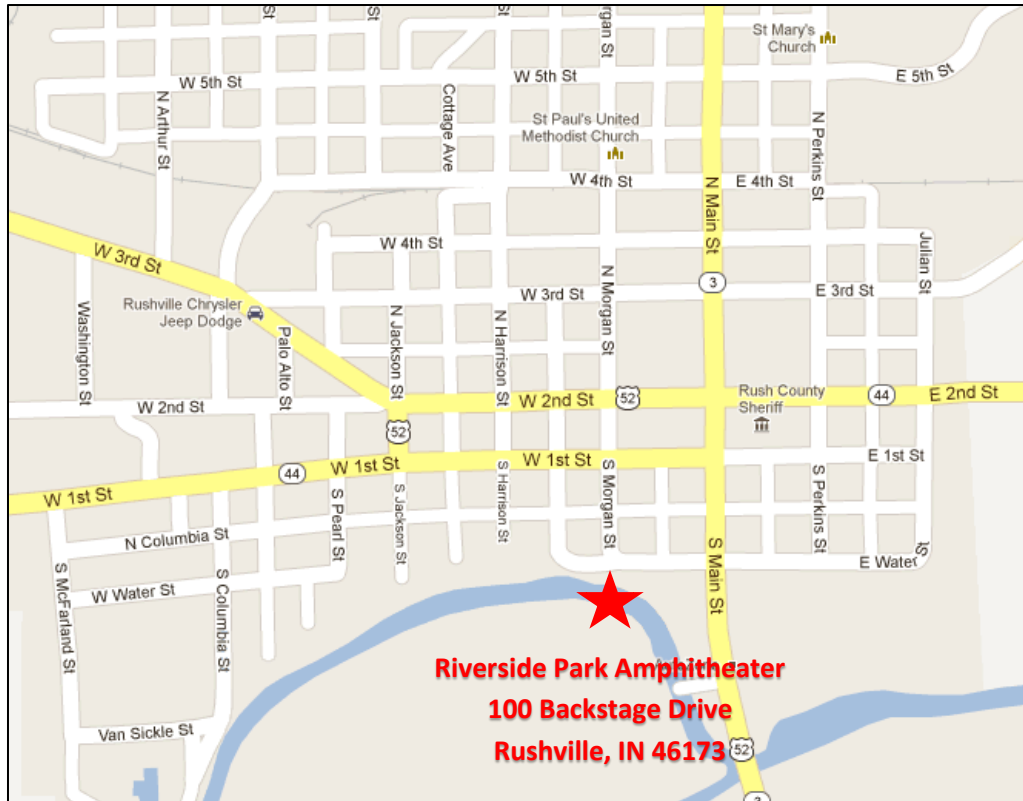 St Mary's
Church
rgan St
St
W 5th St
W 5th St
E 5th St
N Arthur St
Cottage Ave
St Paul's United
Methodist Church
N Perkins St
W 4th St
E 4th St
N Main St
W 4th St
Julian St
W 3rd St
3
W 3rd St
E 3rd St
Rushville Chrysler
Jeep Dodge
N Morgan St
Washington St
Palo Alto St
N Jackson St
N Harrison St
W 2nd St
W 2nd St
52
Rush County
Sheriff
44
E 2nd St
52
W 1st St
W 1st St
E 1st St
44
W 1st St
S Pearl St
S Jackson St
S Harrison St
S Morgan St
S Perkins St
N Columbia St
St
E Water
S McFarland St
W Water St
S Columbia St
S Main St
Riverside Park Amphitheater
100 Backstage Drive
Rushville, IN 46173
Van Sickle St
52
3